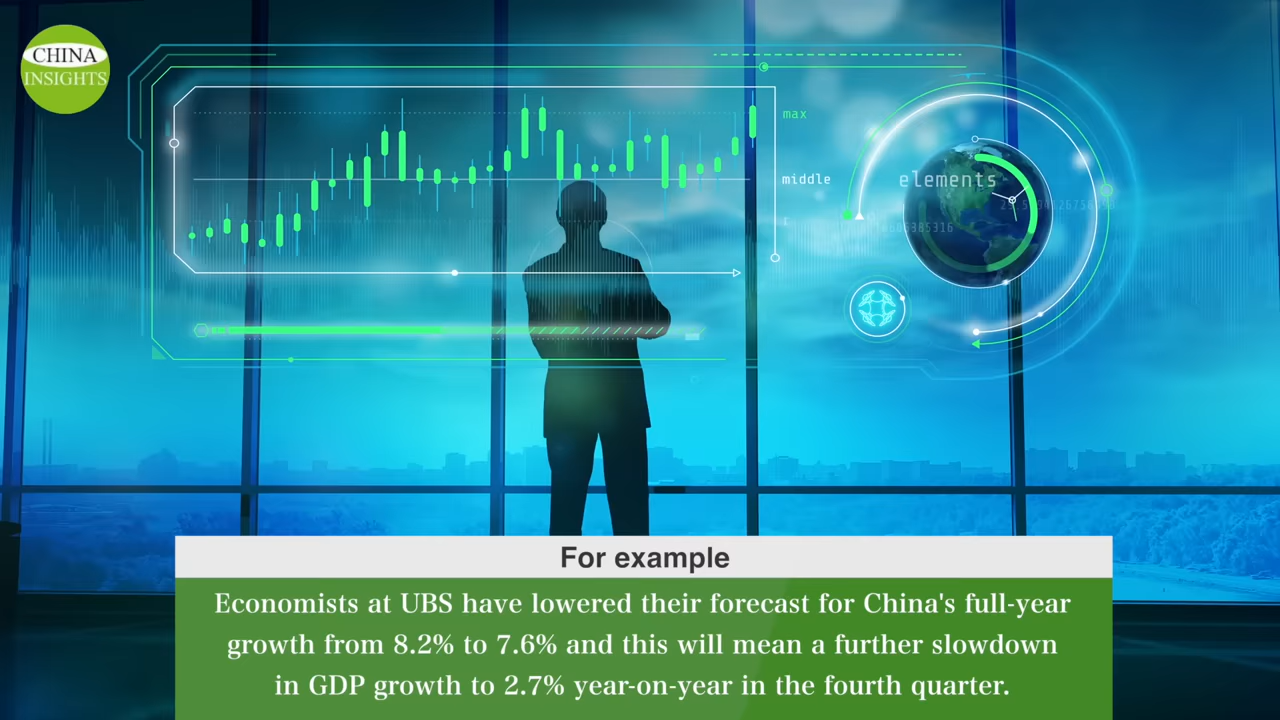 CHINA
INSIGHTS
max
middle
elements
For example
Economists at UBS have lowered their forecast for China's full-year
growth from 8.2% to 7.6% and this will mean a further slowdown
in GDP growth to 2.7% year-on-year in the fourth quarter.